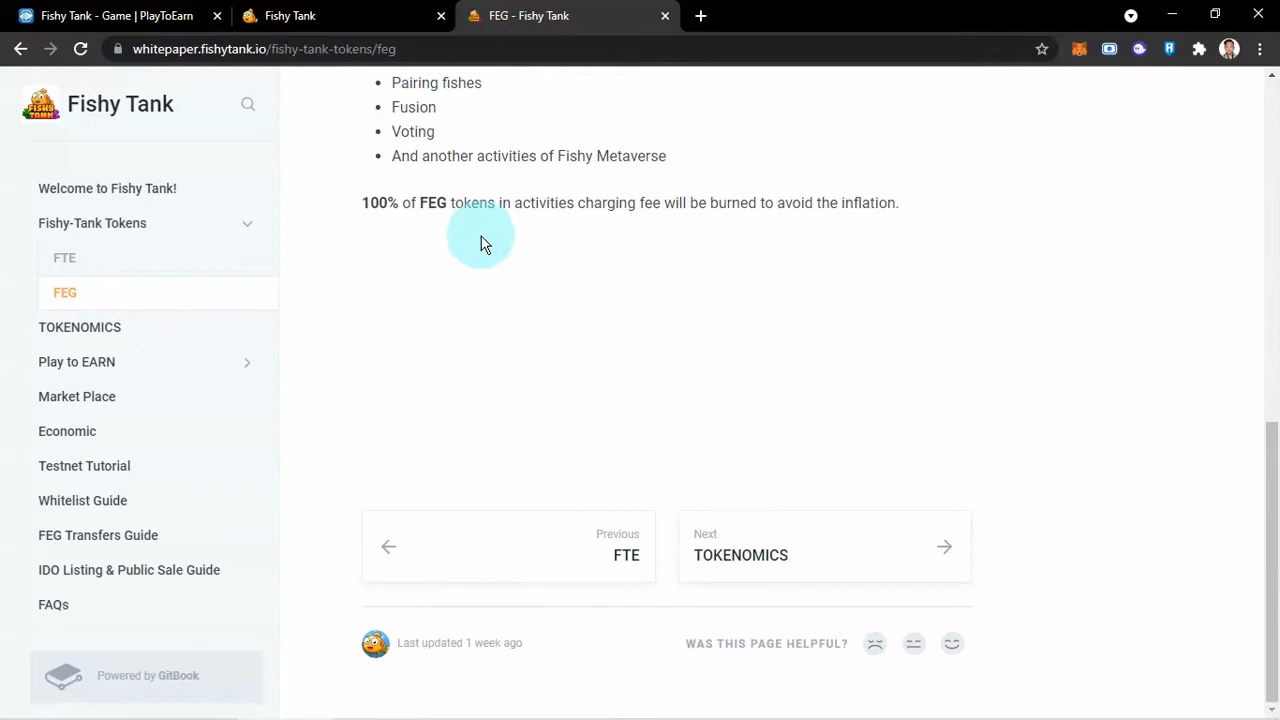 Fishy Tank - Game | PlayToEarn
Fishy Tank
FEG - Fishy Tank
whitepaper.fishytank.io/fishy-tank-tokens/feg
FISHY TANK
Fishy Tank
Welcome to Fishy Tank!
Fishy-Tank Tokens
FTE
FEG
TOKENOMICS
Play to EARN
Market Place
Economic
Testnet Tutorial
Whitelist Guide
FEG Transfers Guide
IDO Listing & Public Sale Guide
FAQs
Powered by GitBook
Pairing fishes
Fusion
Voting
And another activities of Fishy Metaverse
100% of FEG tokens in activities charging fee will be burned to avoid the inflation.
Previous
FTE
Next
TOKENOMICS
Last updated 1 week ago
WAS THIS PAGE HELPFUL?